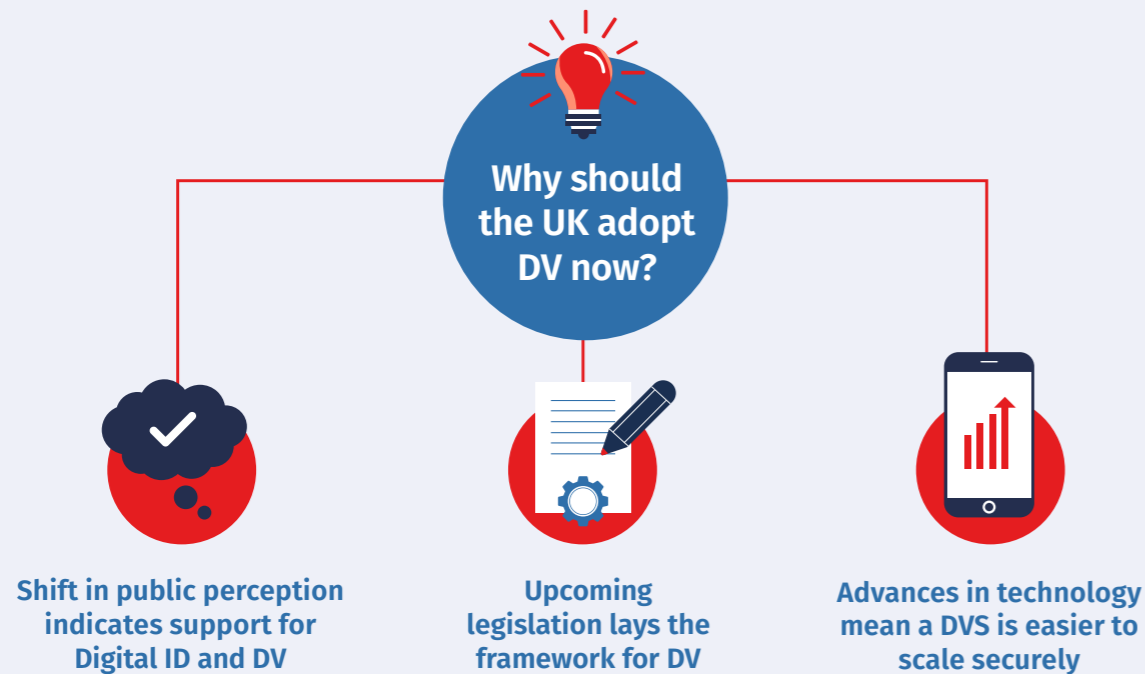 Why should
the UK adopt
DV now?
Shift in public perception
indicates support for
Digital ID and DV
Upcoming
legislation lays the
framework for DV
Advances in technology
mean a DVS is easier to
scale securely